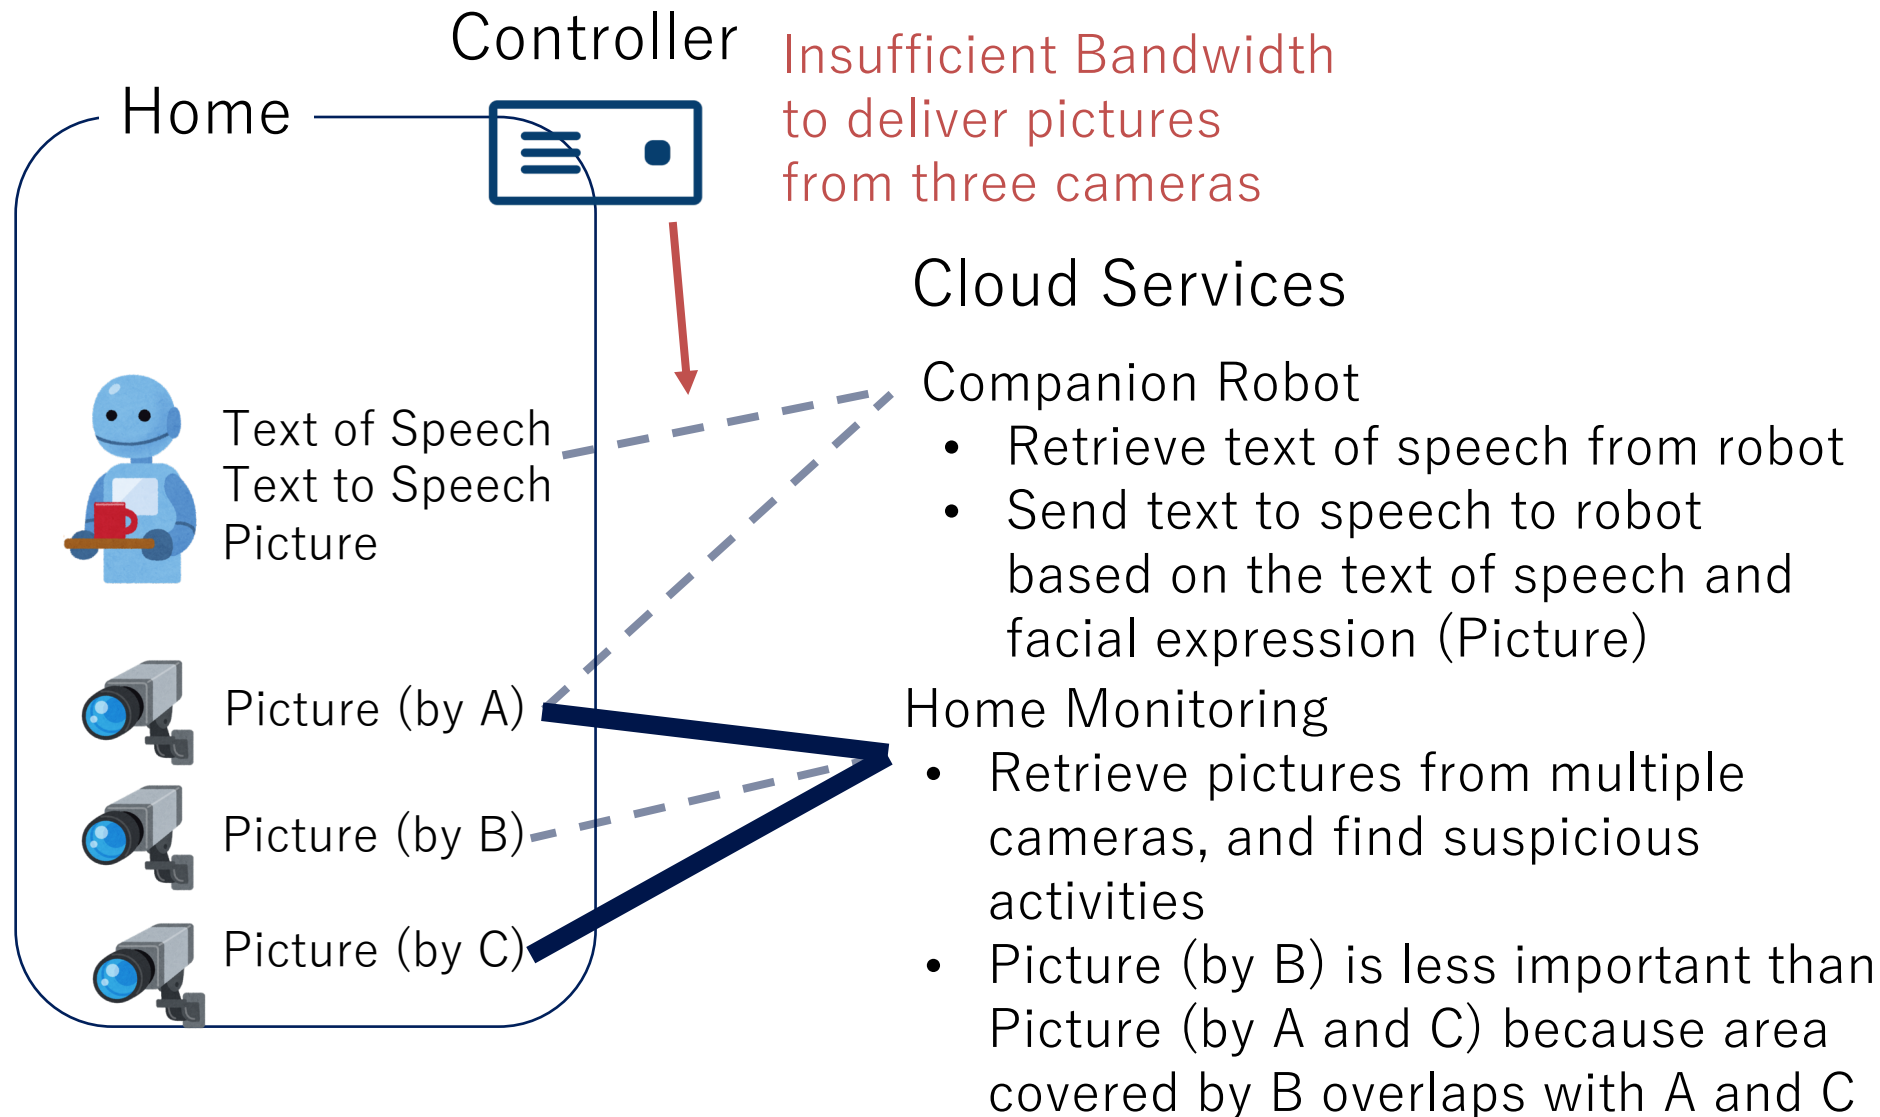 Controller
Insufficient Bandwidth
to deliver pictures
from three cameras
Home
Cloud Services
Text of Speech
Text to Speech
Picture
Picture (by A)
Picture (by B)
Picture (by C)
Companion Robot
• Retrieve text of speech from robot
• Send text to speech to robot
based on the text of speech and
facial expression (Picture)
Home Monitoring
• Retrieve pictures from multiple
cameras, and find suspicious
activities
• Picture (by B) is less important than
Picture (by A and C) because area
covered by B overlaps with A and C